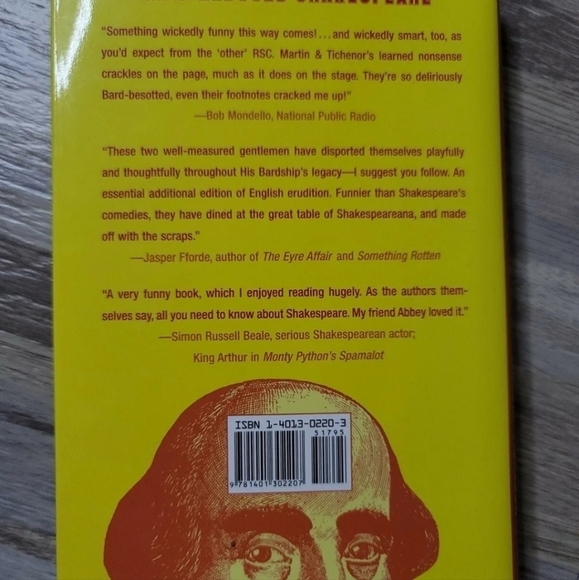 SHAKESPEARE
“Something wickedly funny this way comes! . . . and wickedly smart, too, as
you'd expect from the ‘other’ RSC. Martin & Tichenor's learned nonsense
crackles on the page, much as it does on the stage. They're so deliriously
Bard-besotted, even their footnotes cracked me up!”
—Bob Mondello, National Public Radio
“These two well-measured gentlemen have disported themselves playfully
and thoughtfully throughout His Bardship's legacy—I suggest you follow. An
essential additional edition of English erudition. Funnier than Shakespeare's
comedies, they have dined at the great table of Shakespeareana, and made
off with the scraps.”
—Jasper Fforde, author of The Eyre Affair and Something Rotten
“A very funny book, which I enjoyed reading hugely. As the authors them-
selves say, all you need to know about Shakespeare. My friend Abbey loved it.”
—Simon Russell Beale, serious Shakespearean actor;
King Arthur in Monty Python's Spamalot
ISBN 1-4013-0220-3
51795
9 781401 302207